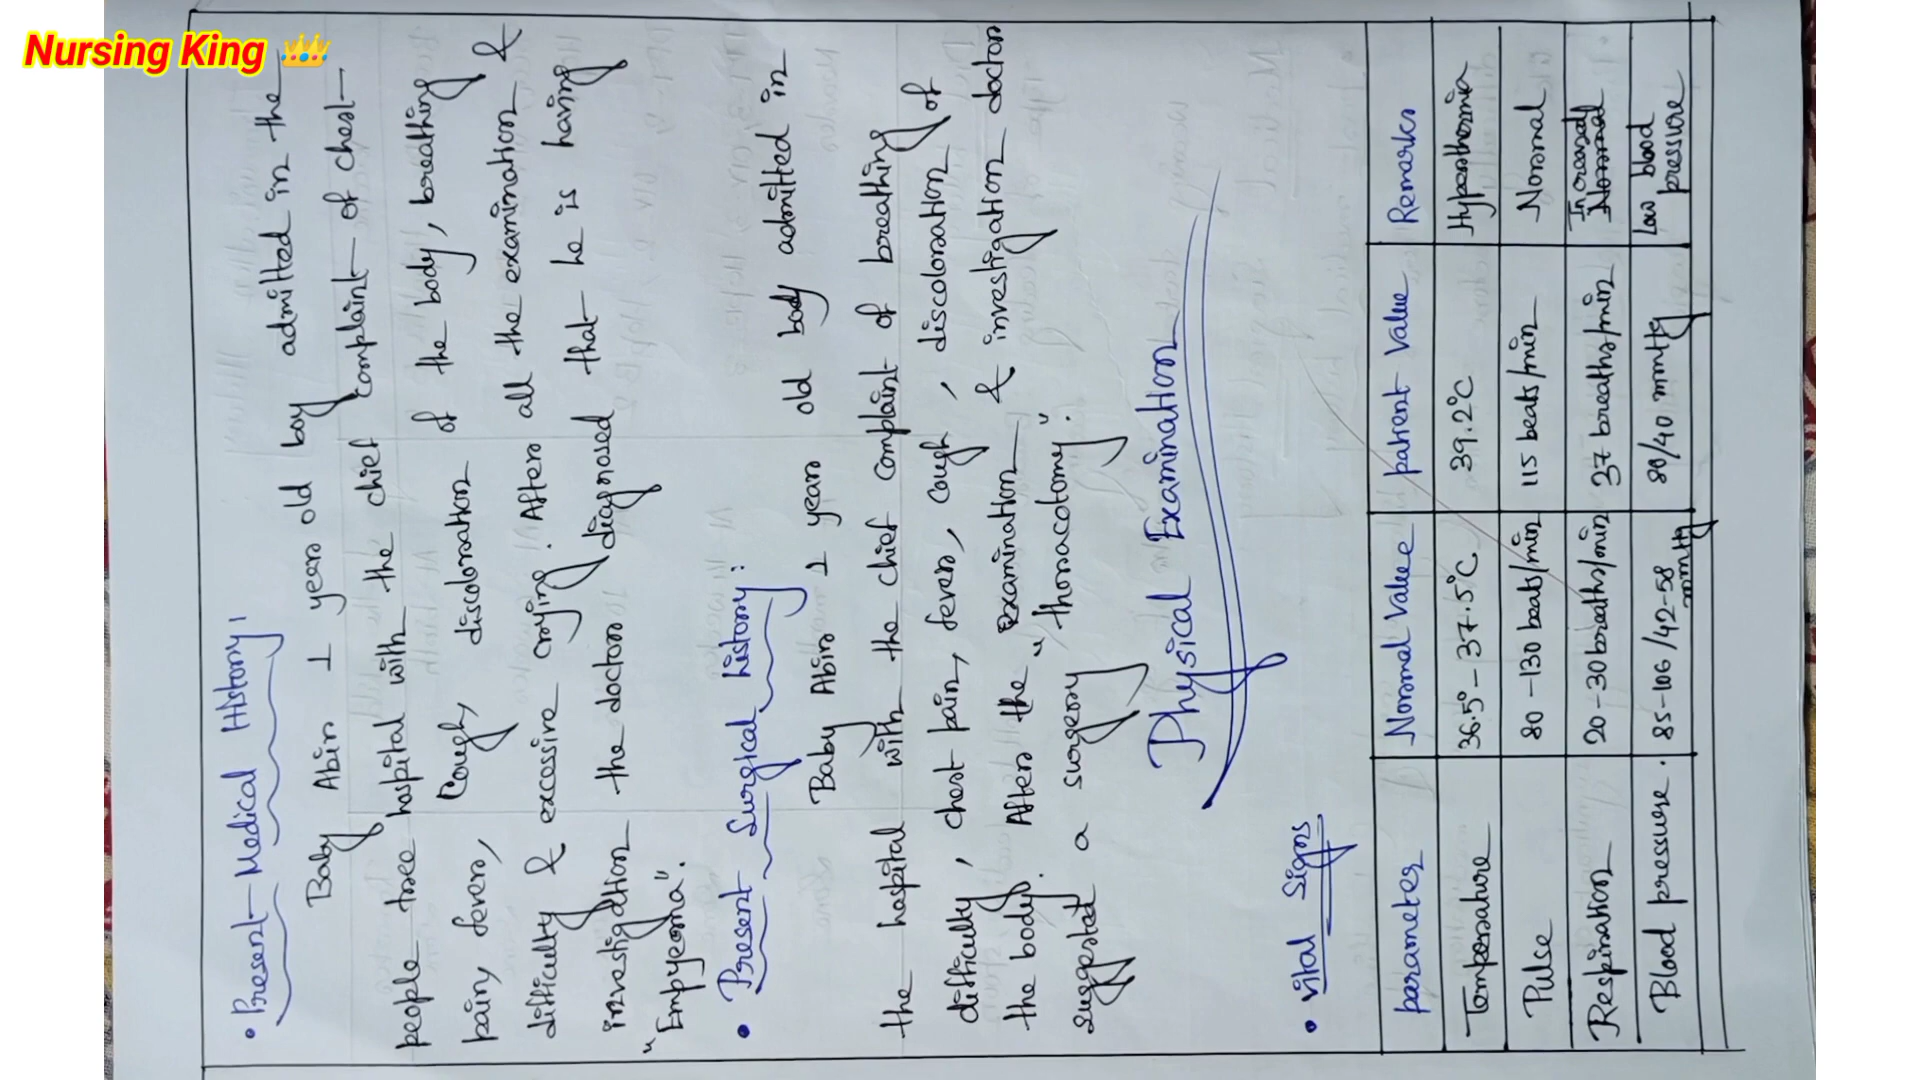 Nursing King 👑
• Present Medical History:
Baby Abin 1 years old boy admitted in the
people tree hospital with the chief complaint of chest
pain, fever, Cough, discoloration of the body, breathing
difficulty & excessive crying. After all the examination &
investigation the doctor diagnosed that he is having
"Empyema".
• Present Surgical history:
Baby Abin 1 years old body admitted in
the hospital with the chief complaint of breathing
difficulty, chest pain, fever, cough, discoloration of
the body. After the Examination & investigation doctor
suggested a surgery "thoracotomy".
Physical Examination
• Vital Signs
parameter Normal Value patient Value Remarks
Temperature 36.5° - 37.5°C 39.2°C Hyperthermia
Pulse 80 - 130 beats/min 115 beats/min Normal
Respiration 20 - 30 breaths/min 37 breaths/min Increased Normal
Blood pressure. 85-106/42-58 mmHg 80/40 mmHg Low blood pressure